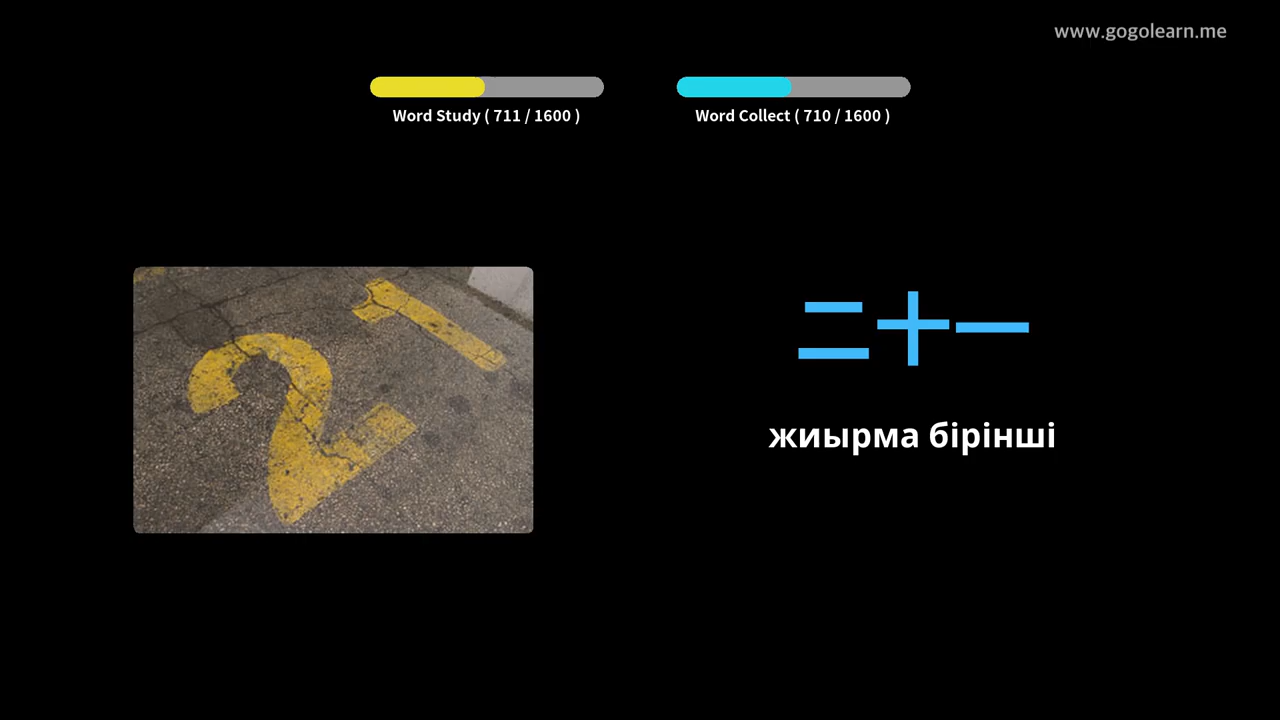 www.gogolearn.me
Word Study ( 711 / 1600 )
Word Collect ( 710 / 1600 )
21
二十一
жиырма бірінші